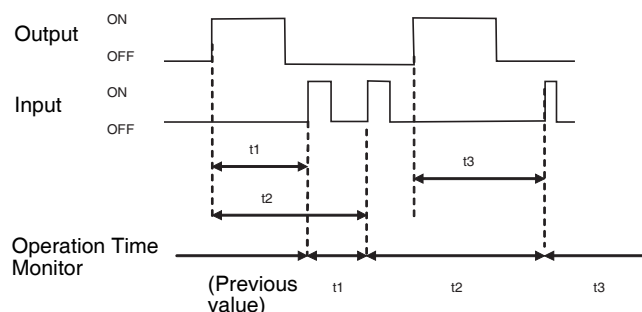 Output
ON
OFF
Input
ON
OFF
t1
t3
t2
Operation Time
Monitor
(Previous
value)
t1
t2
t3